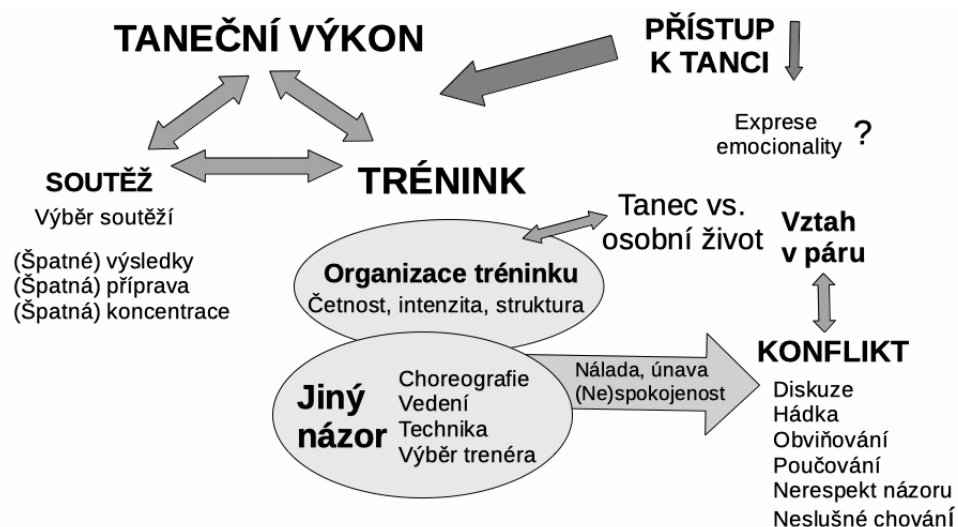 TANEČNÍ VÝKON
PŘÍSTUP
K TANCI
Exprese
emocionality ?
SOUTĚŽ
Výběr soutěží
(Špatné) výsledky
(Špatná) příprava
(Špatná) koncentrace
TRÉNINK
Tanec vs.
osobní život
Vztah
v páru
Organizace tréninku
Četnost, intenzita, struktura
Jiný
názor
Choreografie
Vedení
Technika
Výběr trenéra
Nálada, únava
(Ne)spokojenost
KONFLIKT
Diskuze
Hádka
Obviňování
Poučování
Nerespekt názoru
Neslušné chování